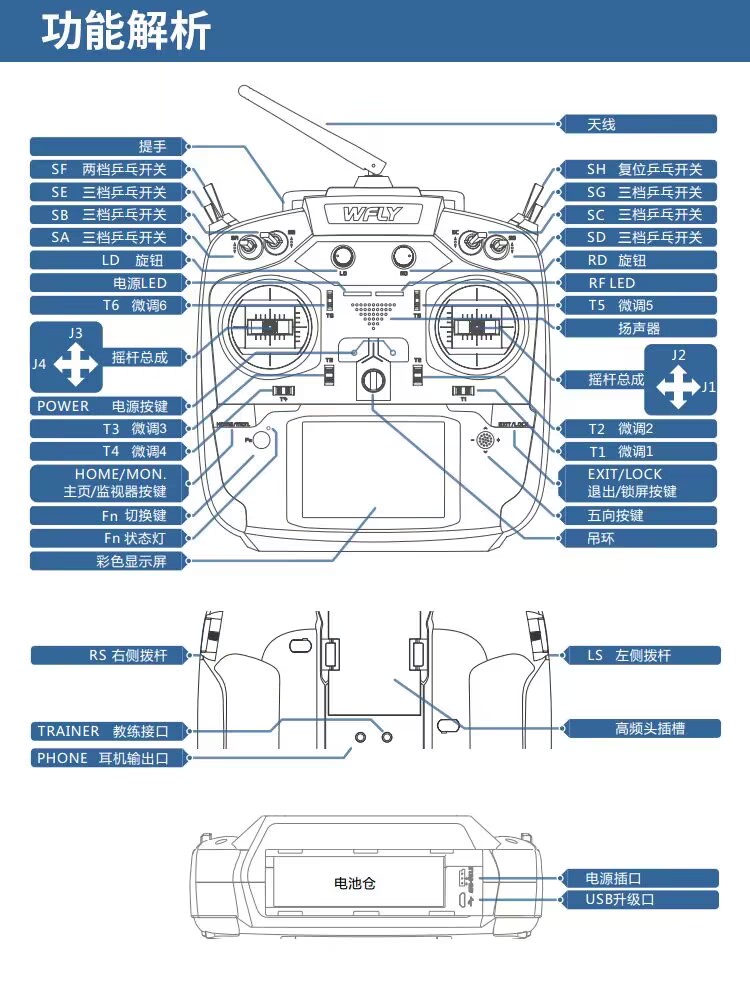 功能解析
天线
提手
SF 两档乒乓开关
SH 复位乒乓开关
SE 三档乒乓开关
SG 三档乒乓开关
SB 三档乒乓开关
SC 三档乒乓开关
SA 三档乒乓开关
SD 三档乒乓开关
WFLY
LD 旋钮
RD 旋钮
电源LED
RF LED
T6 微调6
T5 微调5
扬声器
J3
J4
摇杆总成
J2
J1
摇杆总成
POWER 电源按键
T3 微调3
T2 微调2
T4 微调4
T1 微调1
HOME/MON.
主页/监视器按键
EXIT/LOCK
退出/锁屏按键
Fn 切换键
五向按键
Fn 状态灯
吊环
彩色显示屏
HOME/MON.
EXIT/LOCK
Fn
T1
RS 右侧拨杆
LS 左侧拨杆
TRAINER 教练接口
高频头插槽
PHONE 耳机输出口
电池仓
电源插口
USB升级口